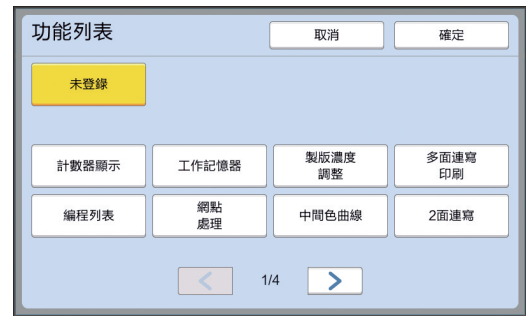 功能列表
取消
確定
未登錄
計數器顯示
工作記憶器
製版濃度
調整
多面連寫
印刷
編程列表
網點
處理
中間色曲線
2面連寫
1/4